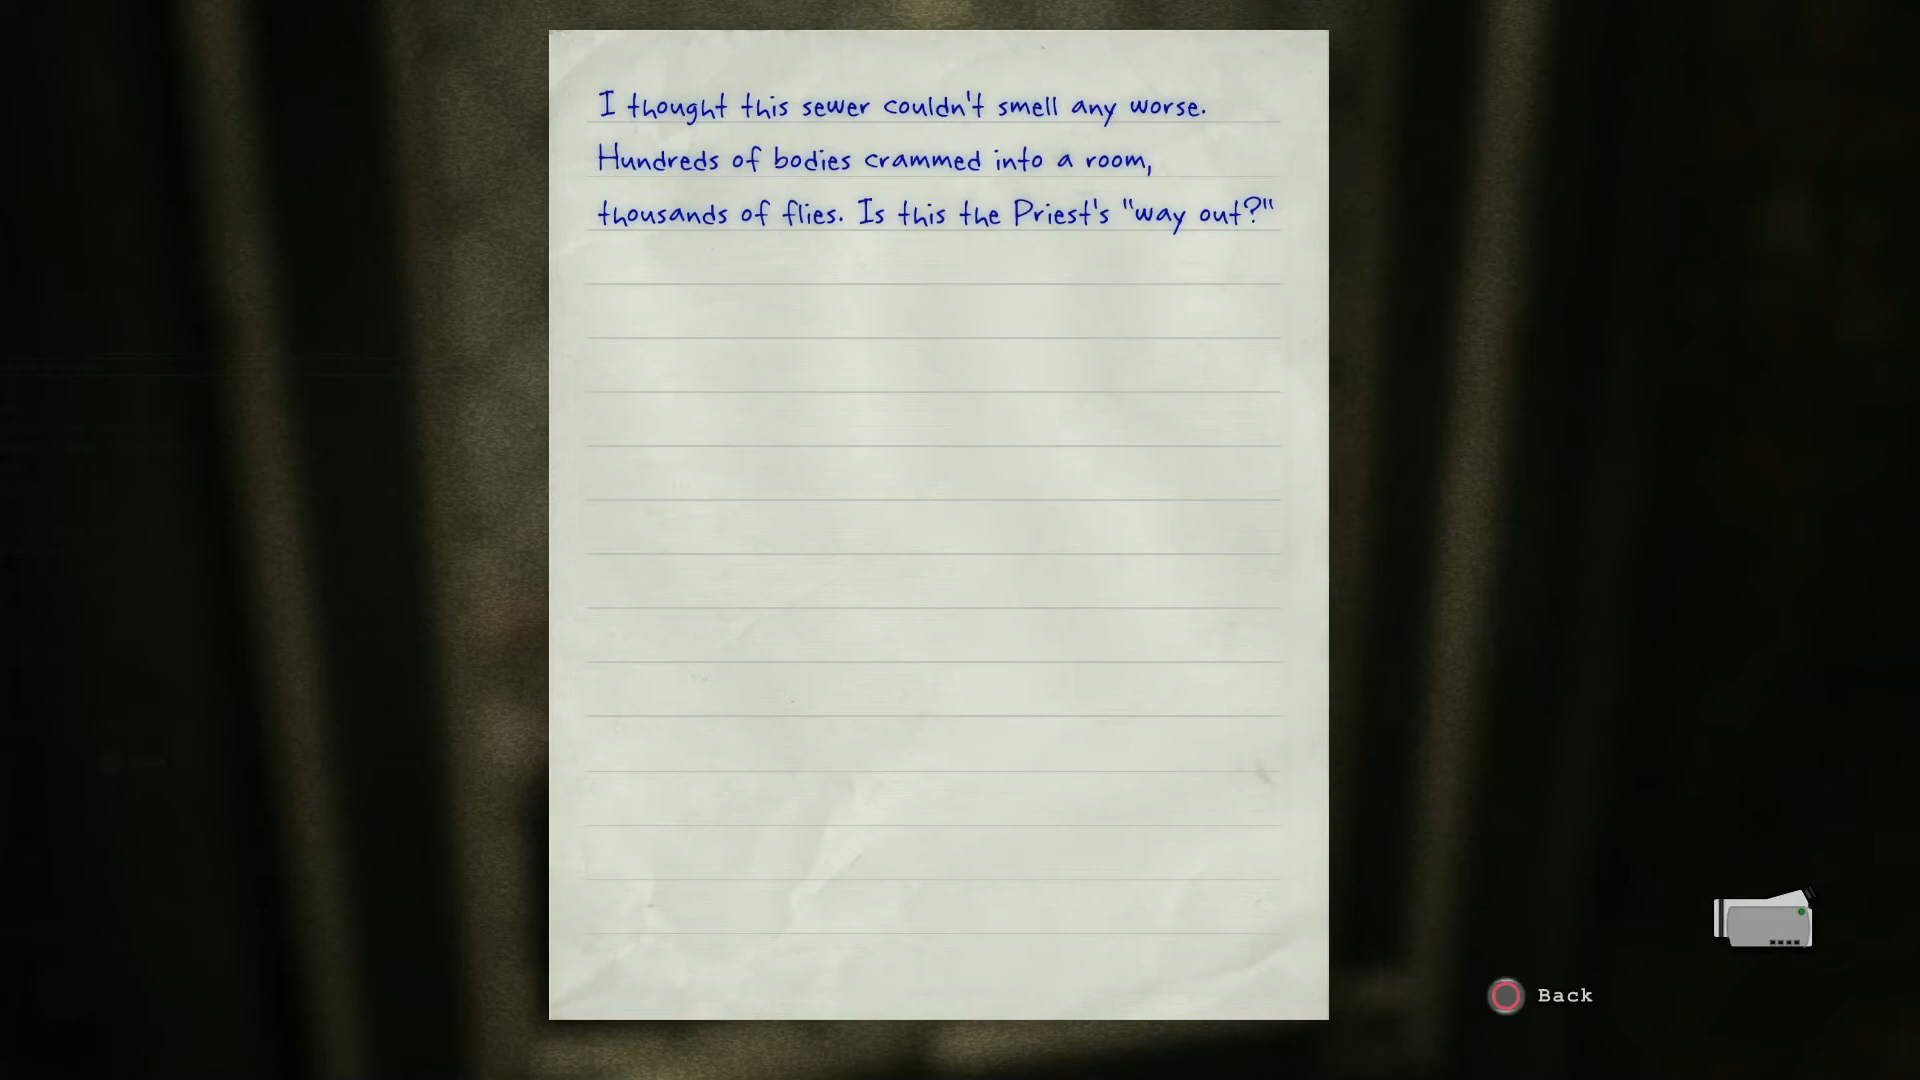 I thought this sewer couldn't smell any worse.
Hundreds of bodies crammed into a room,
thousands of flies. Is this the Priest's "way out?"
Back